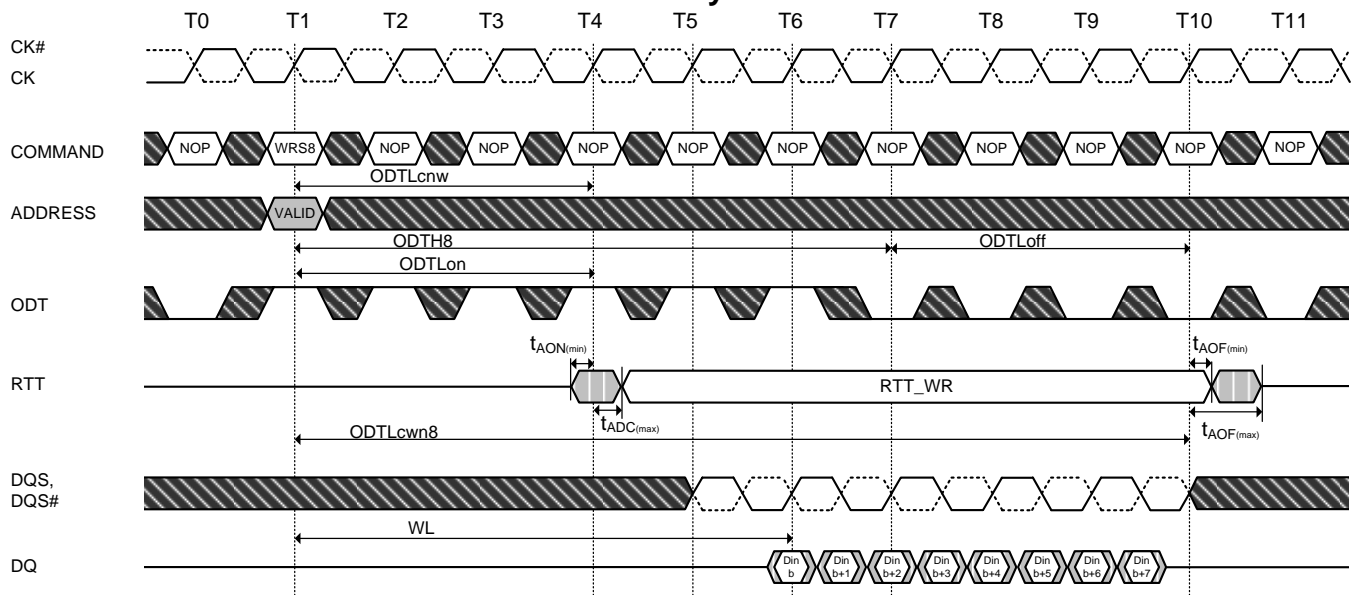 T0 T1 T2 T3 T4 T5 T6 T7 T8 T9 T10 T11
CK#
CK
COMMAND NOP WRS8 NOP NOP NOP NOP NOP NOP NOP NOP NOP NOP
ODTLcnw
ADDRESS VALID
ODTH8 ODTLoff
ODTLon
ODT
tAON(min) tAOF(min)
RTT RTT_WR
tADC(max) tAOF(max)
ODTLcwn8
DQS,
DQS#
WL
DQ Din b Din b+1 Din b+2 Din b+3 Din b+4 Din b+5 Din b+6 Din b+7